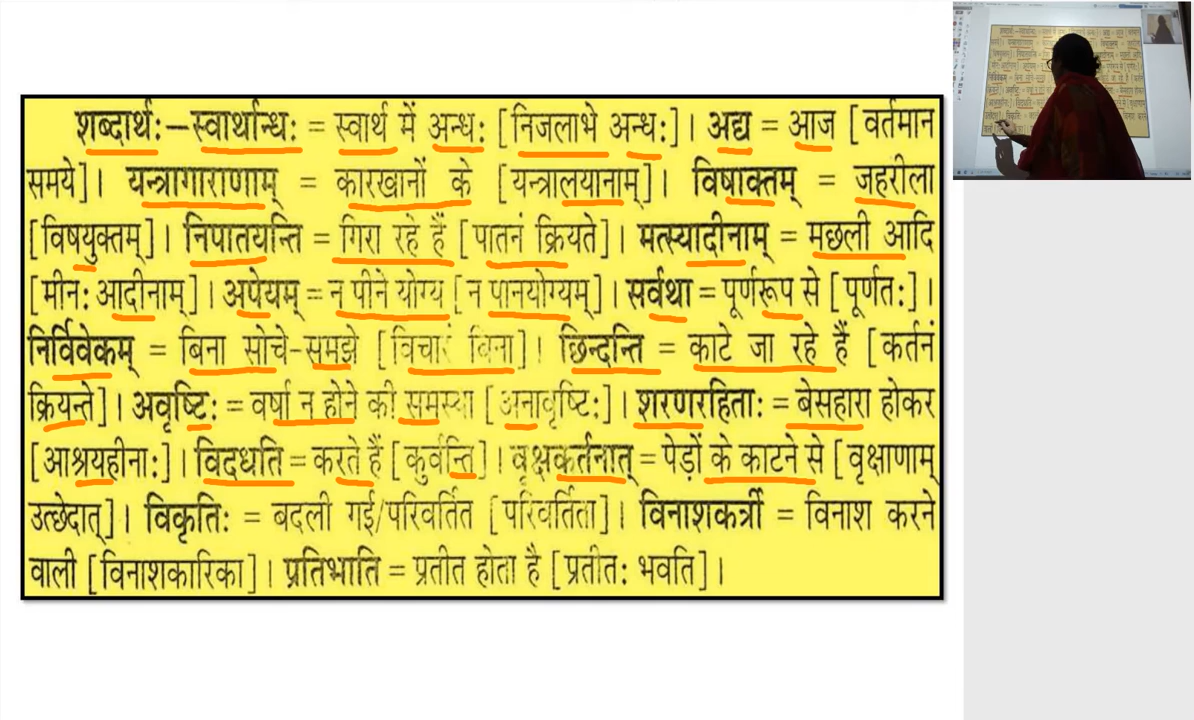 शब्दार्थ:–स्वार्थान्ध: = स्वार्थ में अन्ध: [निजलाभे अन्ध:]। अद्य = आज [वर्तमान
समये]। यन्त्रागाराणाम् = कारखानों के [यन्त्रालयानाम्]। विषाक्तम् = जहरीला
[विषयुक्तम्]। निपातयन्ति = गिरा रहे हैं [पातनं क्रियते]। मत्स्यादीनाम् = मछली आदि
[मीन: आदीनाम्]। अपेयम् = न पीने योग्य [न पानयोग्यम्]। सर्वथा = पूर्णरूप से [पूर्णत:]।
निर्विवेकम् = बिना सोचे-समझे [विचारं बिना]। छिन्दन्ति = काटे जा रहे हैं [कर्तनं
क्रियन्ते]। अवृष्टि: = वर्षा न होने की समस्या [अनावृष्टि:]। शरणरहिता: = बेसहारा होकर
[आश्रयहीना:]। विदधति = करते हैं [कुर्वन्ति]। वृक्षकर्तनात् = पेड़ों के काटने से [वृक्षाणाम्
उत्छेदात्]। विकृति: = बदली गई/परिवर्तित [परिवर्तिता]। विनाशकर्त्री = विनाश करने
वाली [विनाशकारिका]। प्रतिभाति = प्रतीत होता है [प्रतीत: भवति]।